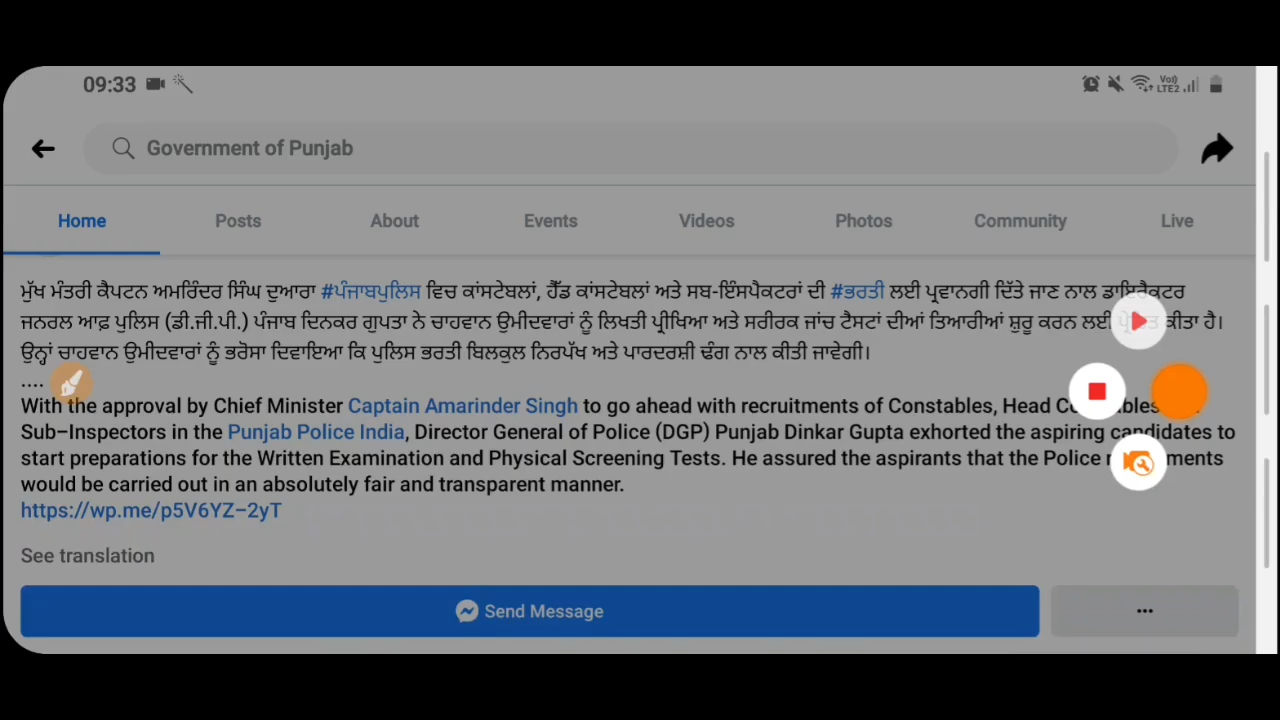 09:33
Vo)) LTE2
Government of Punjab
Home Posts About Events Videos Photos Community Live
ਮੁੱਖ ਮੰਤਰੀ ਕੈਪਟਨ ਅਮਰਿੰਦਰ ਸਿੰਘ ਦੁਆਰਾ #ਪੰਜਾਬਪੁਲਿਸ ਵਿਚ ਕਾਂਸਟੇਬਲਾਂ, ਹੈੱਡ ਕਾਂਸਟੇਬਲਾਂ ਅਤੇ ਸਬ-ਇੰਸਪੈਕਟਰਾਂ ਦੀ #ਭਰਤੀ ਲਈ ਪ੍ਰਵਾਨਗੀ ਦਿੱਤੇ ਜਾਣ ਨਾਲ ਡਾਇਰੈਕਟਰ
ਜਨਰਲ ਆਫ਼ ਪੁਲਿਸ (ਡੀ.ਜੀ.ਪੀ.) ਪੰਜਾਬ ਦਿਨਕਰ ਗੁਪਤਾ ਨੇ ਚਾਹਵਾਨ ਉਮੀਦਵਾਰਾਂ ਨੂੰ ਲਿਖਤੀ ਪ੍ਰੀਖਿਆ ਅਤੇ ਸਰੀਰਕ ਜਾਂਚ ਟੈਸਟਾਂ ਦੀਆਂ ਤਿਆਰੀਆਂ ਸ਼ੁਰੂ ਕਰਨ ਲਈ ਪ੍ਰੇਰਿਤ ਕੀਤਾ ਹੈ।
ਉਨ੍ਹਾਂ ਚਾਹਵਾਨ ਉਮੀਦਵਾਰਾਂ ਨੂੰ ਭਰੋਸਾ ਦਿਵਾਇਆ ਕਿ ਪੁਲਿਸ ਭਰਤੀ ਬਿਲਕੁਲ ਨਿਰਪੱਖ ਅਤੇ ਪਾਰਦਰਸ਼ੀ ਢੰਗ ਨਾਲ ਕੀਤੀ ਜਾਵੇਗੀ।
....
With the approval by Chief Minister Captain Amarinder Singh to go ahead with recruitments of Constables, Head
Sub-Inspectors in the Punjab Police India, Director General of Police (DGP) Punjab Dinkar Gupta exhorted the aspiring candidates to
start preparations for the Written Examination and Physical Screening Tests. He assured the aspirants that the Police
would be carried out in an absolutely fair and transparent manner.
https://wp.me/p5V6YZ-2yT
See translation
Send Message